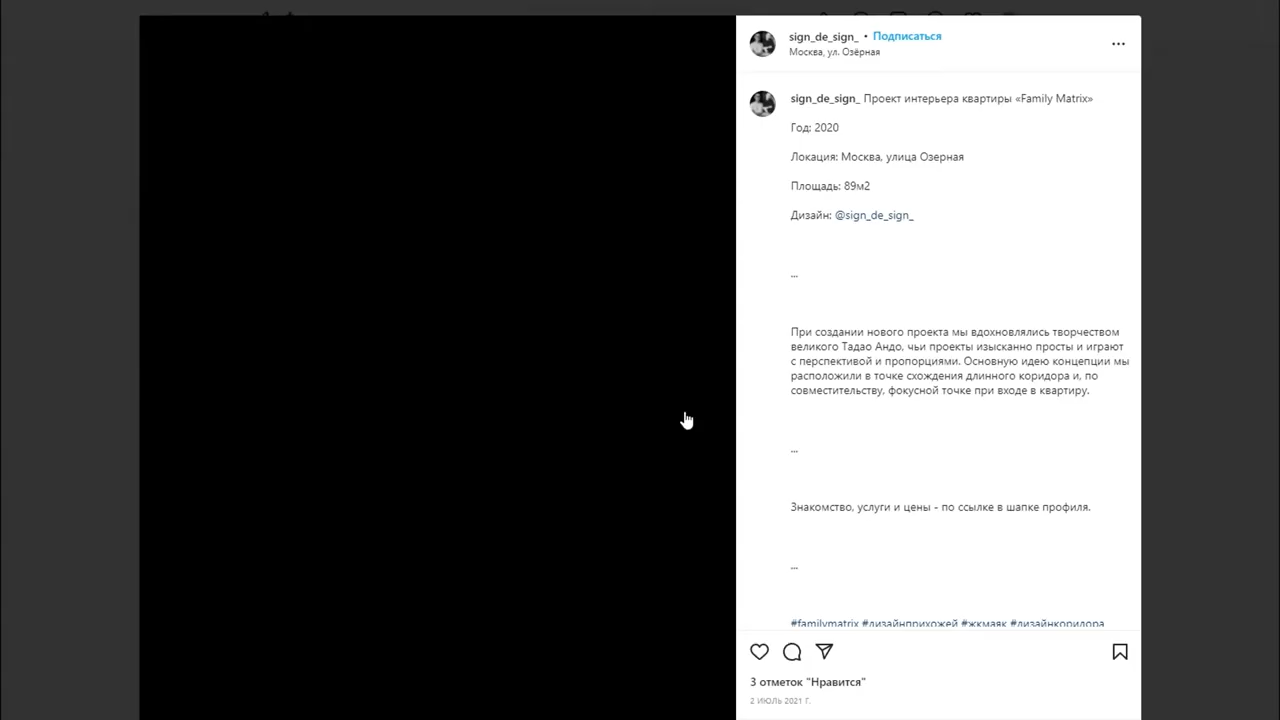 sign_de_sign_ • Подписаться
Москва, ул. Озёрная
sign_de_sign_ Проект интерьера квартиры «Family Matrix»
Год: 2020
Локация: Москва, улица Озерная
Площадь: 89м2
Дизайн: @sign_de_sign_
...
При создании нового проекта мы вдохновлялись творчеством
великого Тадао Андо, чьи проекты изысканно просты и играют
с перспективой и пропорциями. Основную идею концепции мы
расположили в точке схождения длинного коридора и, по
совместительству, фокусной точке при входе в квартиру.
...
Знакомство, услуги и цены - по ссылке в шапке профиля.
...
#familymatrix #дизайнприхожей #жкмаяк #дизайнкоридора
3 отметок "Нравится"
2 ИЮЛЬ 2021 Г.